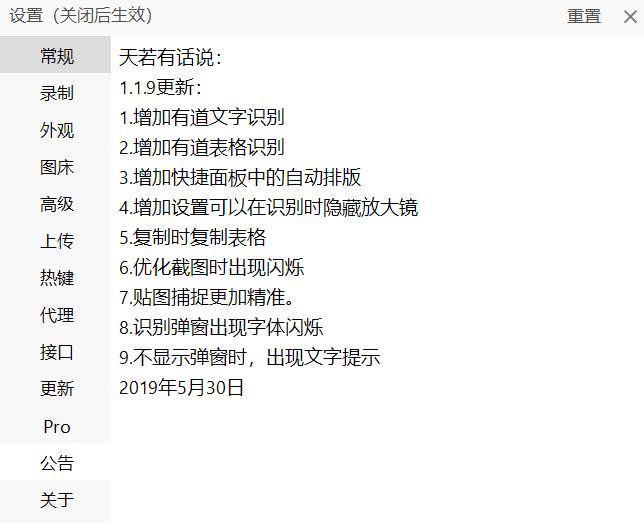 设置（关闭后生效） 重置
常规
录制
外观
图床
高级
上传
热键
代理
接口
更新
Pro
公告
关于
天若有话说：
1.1.9更新：
1.增加有道文字识别
2.增加有道表格识别
3.增加快捷面板中的自动排版
4.增加设置可以在识别时隐藏放大镜
5.复制时复制表格
6.优化截图时出现闪烁
7.贴图捕捉更加精准。
8.识别弹窗出现字体闪烁
9.不显示弹窗时，出现文字提示
2019年5月30日